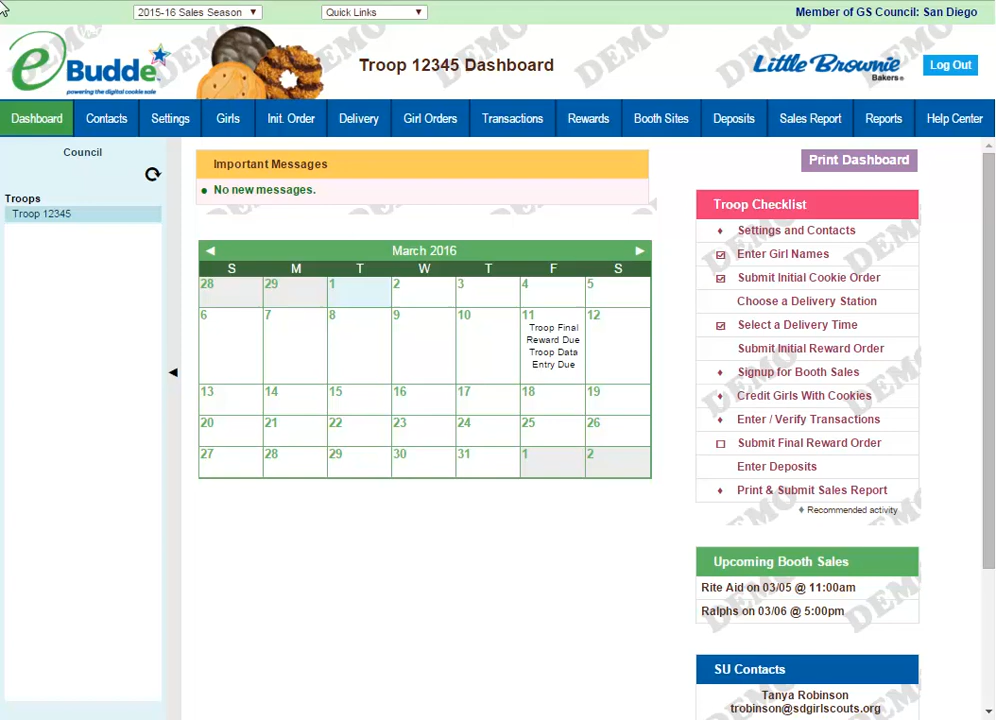 2015-16 Sales Season
Quick Links
Member of GS Council: San Diego
eBudde
powering the digital cookie sale
Troop 12345 Dashboard
Little Brownie
Bakers®
Log Out
Dashboard Contacts Settings Girls Init. Order Delivery Girl Orders Transactions Rewards Booth Sites Deposits Sales Report Reports Help Center
Council
Troops
Troop 12345
Important Messages
No new messages.
March 2016
S M T W T F S
28 29 1 2 3 4 5
6 7 8 9 10 11 12
Troop Final
Reward Due
Troop Data
Entry Due
13 14 15 16 17 18 19
20 21 22 23 24 25 26
27 28 29 30 31 1 2
Print Dashboard
Troop Checklist
Settings and Contacts
Enter Girl Names
Submit Initial Cookie Order
Choose a Delivery Station
Select a Delivery Time
Submit Initial Reward Order
Signup for Booth Sales
Credit Girls With Cookies
Enter / Verify Transactions
Submit Final Reward Order
Enter Deposits
Print & Submit Sales Report
♦ Recommended activity
Upcoming Booth Sales
Rite Aid on 03/05 @ 11:00am
Ralphs on 03/06 @ 5:00pm
SU Contacts
Tanya Robinson
trobinson@sdgirlscouts.org
DEMO